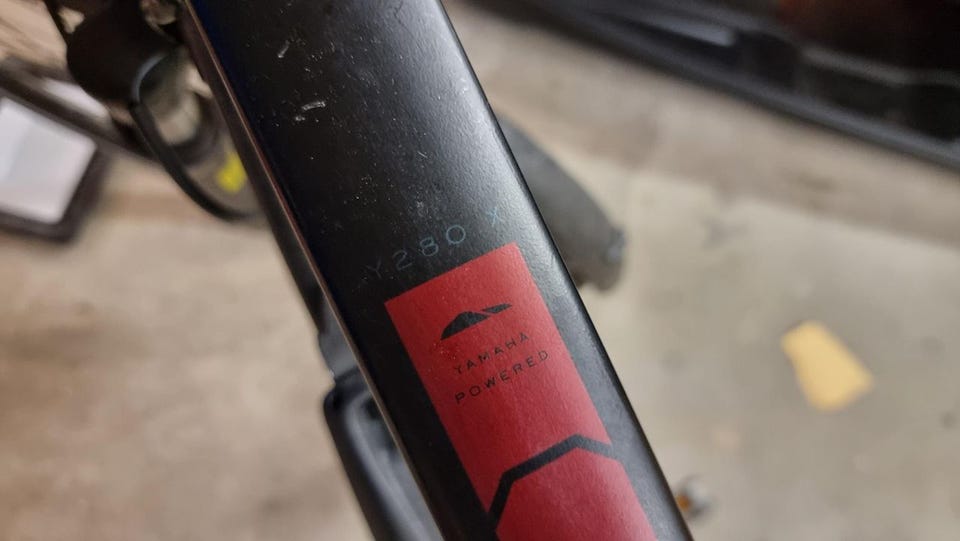 Y280 X
YAMAHA
POWERED